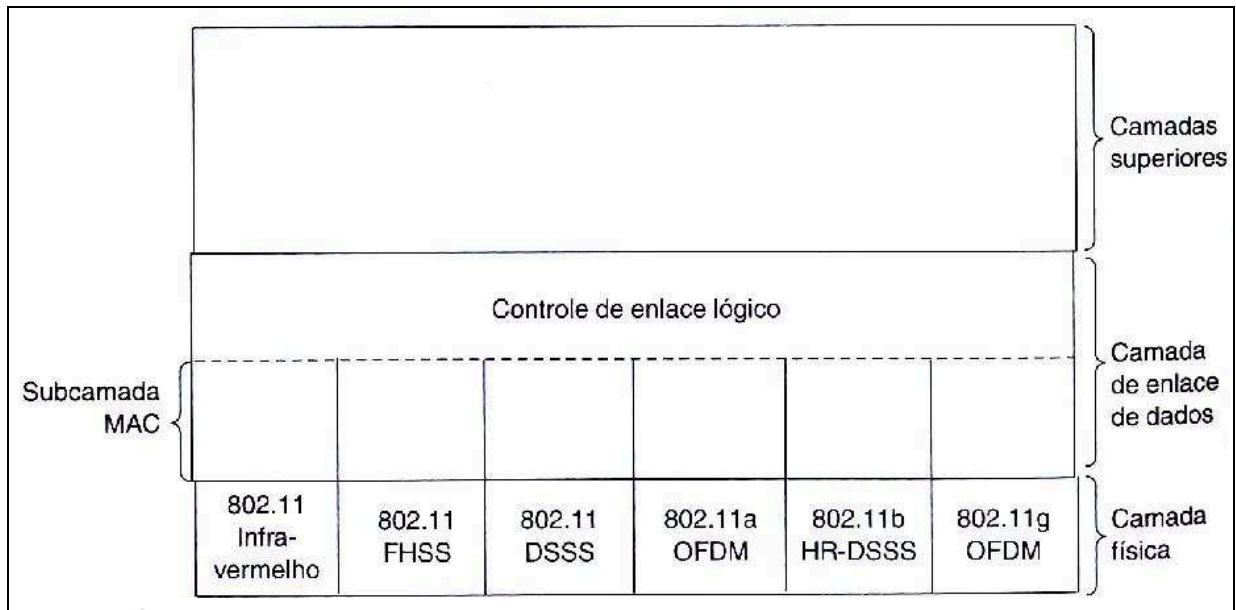 Camadas
superiores
Controle de enlace lógico
Subcamada
MAC
Camada
de enlace
de dados
802.11
Infra-
vermelho
802.11
FHSS
802.11
DSSS
802.11a
OFDM
802.11b
HR-DSSS
802.11g
OFDM
Camada
física